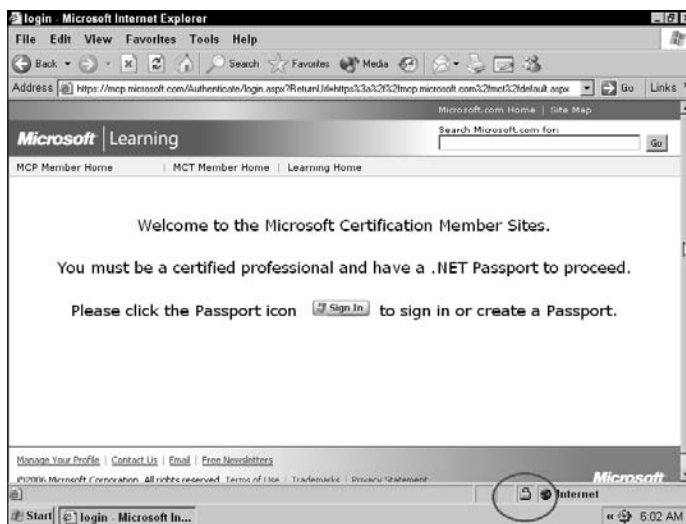 login - Microsoft Internet Explorer
File Edit View Favorites Tools Help
Back Search Favorites Media
Address https://mcp.microsoft.com/Authenticate/login.aspx?ReturnUrl=https%3a%2f%2fmcp.microsoft.com%2fmct%2fdefault.aspx Go Links
Microsoft.com Home | Site Map
Microsoft | Learning
Search Microsoft.com for:
Go
MCP Member Home | MCT Member Home | Learning Home
Welcome to the Microsoft Certification Member Sites.
You must be a certified professional and have a .NET Passport to proceed.
Please click the Passport icon Sign In to sign in or create a Passport.
Manage Your Profile | Contact Us | Email | Free Newsletters
©2006 Microsoft Corporation. All rights reserved. Terms of Use | Trademarks | Privacy Statement
Microsoft
Internet
Start login - Microsoft In... 6:02 AM